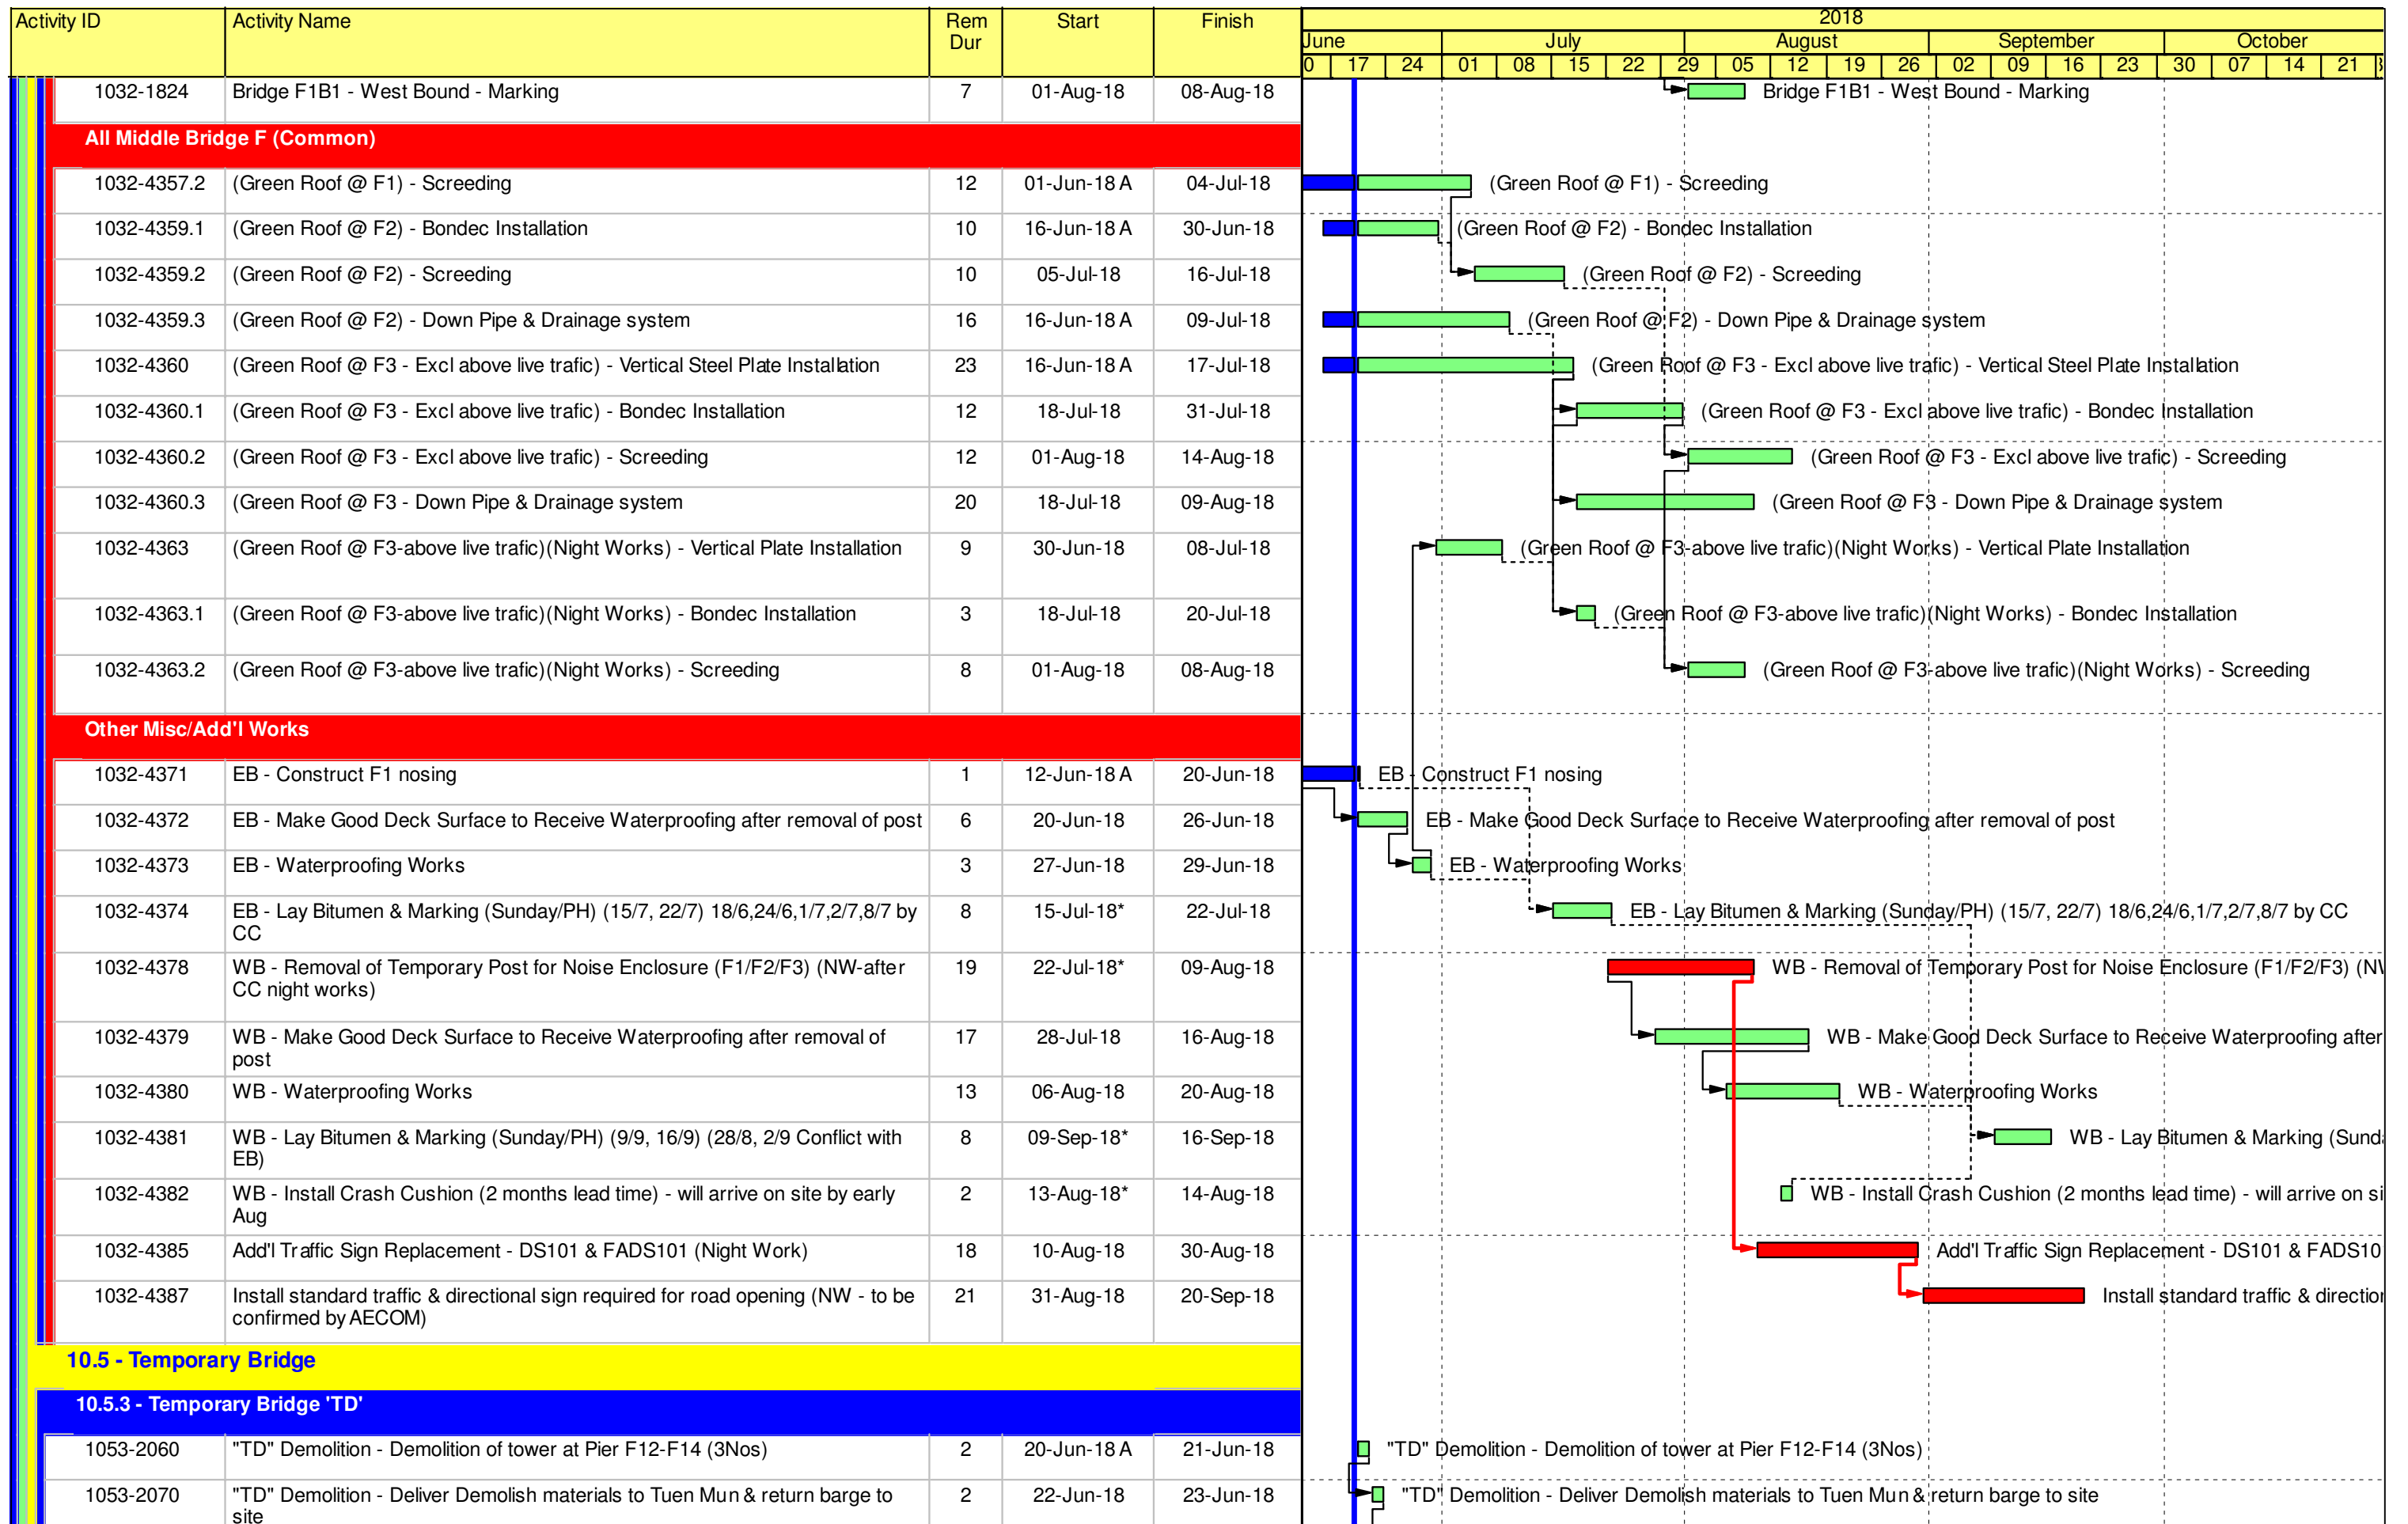 Activity ID Activity Name Rem Dur Start Finish 2018
June July August September October
0 17 24 01 08 15 22 29 05 12 19 26 02 09 16 23 30 07 14 21
1032-1824 Bridge F1B1 - West Bound - Marking 7 01-Aug-18 08-Aug-18 Bridge F1B1 - West Bound - Marking
All Middle Bridge F (Common)
1032-4357.2 (Green Roof @ F1) - Screeding 12 01-Jun-18 A 04-Jul-18 (Green Roof @ F1) - Screeding
1032-4359.1 (Green Roof @ F2) - Bondec Installation 10 16-Jun-18 A 30-Jun-18 (Green Roof @ F2) - Bondec Installation
1032-4359.2 (Green Roof @ F2) - Screeding 10 05-Jul-18 16-Jul-18 (Green Roof @ F2) - Screeding
1032-4359.3 (Green Roof @ F2) - Down Pipe & Drainage system 16 16-Jun-18 A 09-Jul-18 (Green Roof @ F2) - Down Pipe & Drainage system
1032-4360 (Green Roof @ F3 - Excl above live trafic) - Vertical Steel Plate Installation 23 16-Jun-18 A 17-Jul-18 (Green Roof @ F3 - Excl above live trafic) - Vertical Steel Plate Installation
1032-4360.1 (Green Roof @ F3 - Excl above live trafic) - Bondec Installation 12 18-Jul-18 31-Jul-18 (Green Roof @ F3 - Excl above live trafic) - Bondec Installation
1032-4360.2 (Green Roof @ F3 - Excl above live trafic) - Screeding 12 01-Aug-18 14-Aug-18 (Green Roof @ F3 - Excl above live trafic) - Screeding
1032-4360.3 (Green Roof @ F3 - Down Pipe & Drainage system 20 18-Jul-18 09-Aug-18 (Green Roof @ F3 - Down Pipe & Drainage system
1032-4363 (Green Roof @ F3-above live trafic)(Night Works) - Vertical Plate Installation 9 30-Jun-18 08-Jul-18 (Green Roof @ F3-above live trafic)(Night Works) - Vertical Plate Installation
1032-4363.1 (Green Roof @ F3-above live trafic)(Night Works) - Bondec Installation 3 18-Jul-18 20-Jul-18 (Green Roof @ F3-above live trafic)(Night Works) - Bondec Installation
1032-4363.2 (Green Roof @ F3-above live trafic)(Night Works) - Screeding 8 01-Aug-18 08-Aug-18 (Green Roof @ F3-above live trafic)(Night Works) - Screeding
Other Misc/Add'l Works
1032-4371 EB - Construct F1 nosing 1 12-Jun-18 A 20-Jun-18 EB - Construct F1 nosing
1032-4372 EB - Make Good Deck Surface to Receive Waterproofing after removal of post 6 20-Jun-18 26-Jun-18 EB - Make Good Deck Surface to Receive Waterproofing after removal of post
1032-4373 EB - Waterproofing Works 3 27-Jun-18 29-Jun-18 EB - Waterproofing Works
1032-4374 EB - Lay Bitumen & Marking (Sunday/PH) (15/7, 22/7) 18/6,24/6,1/7,2/7,8/7 by 8 15-Jul-18* 22-Jul-18 EB - Lay Bitumen & Marking (Sunday/PH) (15/7, 22/7) 18/6,24/6,1/7,2/7,8/7 by CC
CC
1032-4378 WB - Removal of Temporary Post for Noise Enclosure (F1/F2/F3) (NW-after 19 22-Jul-18* 09-Aug-18 WB - Removal of Temporary Post for Noise Enclosure (F1/F2/F3) (NW
CC night works)
1032-4379 WB - Make Good Deck Surface to Receive Waterproofing after removal of 17 28-Jul-18 16-Aug-18 WB - Make Good Deck Surface to Receive Waterproofing after
post
1032-4380 WB - Waterproofing Works 13 06-Aug-18 20-Aug-18 WB - Waterproofing Works
1032-4381 WB - Lay Bitumen & Marking (Sunday/PH) (9/9, 16/9) (28/8, 2/9 Conflict with 8 09-Sep-18* 16-Sep-18 WB - Lay Bitumen & Marking (Sund
EB)
1032-4382 WB - Install Crash Cushion (2 months lead time) - will arrive on site by early 2 13-Aug-18* 14-Aug-18 WB - Install Crash Cushion (2 months lead time) - will arrive on si
Aug
1032-4385 Add'l Traffic Sign Replacement - DS101 & FADS101 (Night Work) 18 10-Aug-18 30-Aug-18 Add'l Traffic Sign Replacement - DS101 & FADS10
1032-4387 Install standard traffic & directional sign required for road opening (NW - to be 21 31-Aug-18 20-Sep-18 Install standard traffic & direction
confirmed by AECOM)
10.5 - Temporary Bridge
10.5.3 - Temporary Bridge 'TD'
1053-2060 "TD" Demolition - Demolition of tower at Pier F12-F14 (3Nos) 2 20-Jun-18 A 21-Jun-18 "TD" Demolition - Demolition of tower at Pier F12-F14 (3Nos)
1053-2070 "TD" Demolition - Deliver Demolish materials to Tuen Mun & return barge to 2 22-Jun-18 23-Jun-18 "TD" Demolition - Deliver Demolish materials to Tuen Mun & return barge to site
site